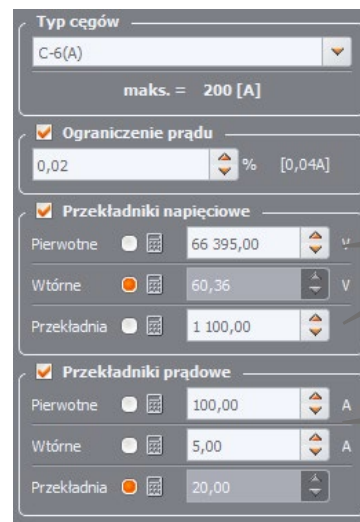 Typ cęgów
C-6(A)
maks. = 200 [A]
Ograniczenie prądu
0,02 % [0,04A]
Przekładniki napięciowe
Pierwotne 66 395,00 V
Wtórne 60,36 V
Przekładnia 1 100,00
Przekładniki prądowe
Pierwotne 100,00 A
Wtórne 5,00 A
Przekładnia 20,00